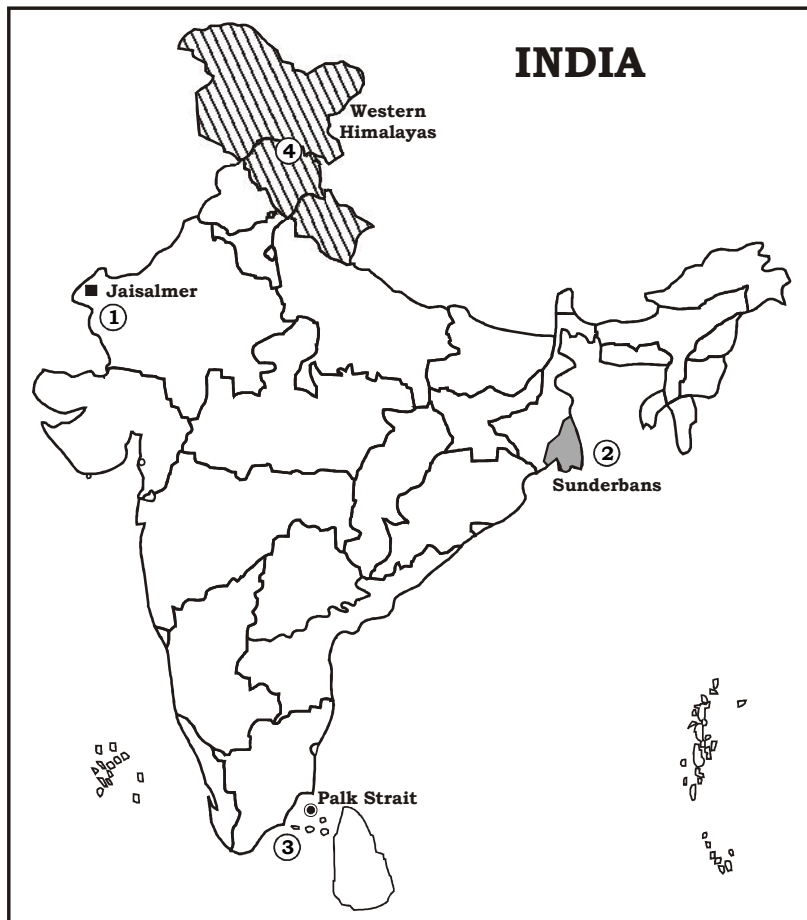 INDIA
Western
Himalayas
4
Jaisalmer
1
2
Sunderbans
Palk Strait
3